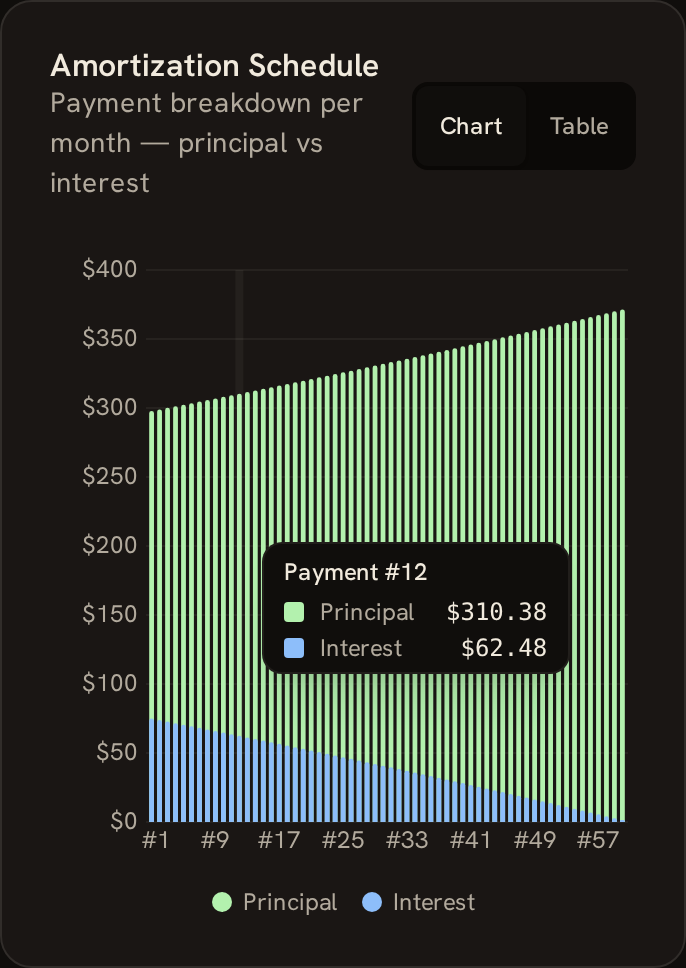 Amortization Schedule
Payment breakdown per
month — principal vs
interest
Chart Table
$400
$350
$300
$250
$200
$150
$100
$50
$0
Payment #12
Principal $310.38
Interest $62.48
#1 #9 #17 #25 #33 #41 #49 #57
Principal Interest